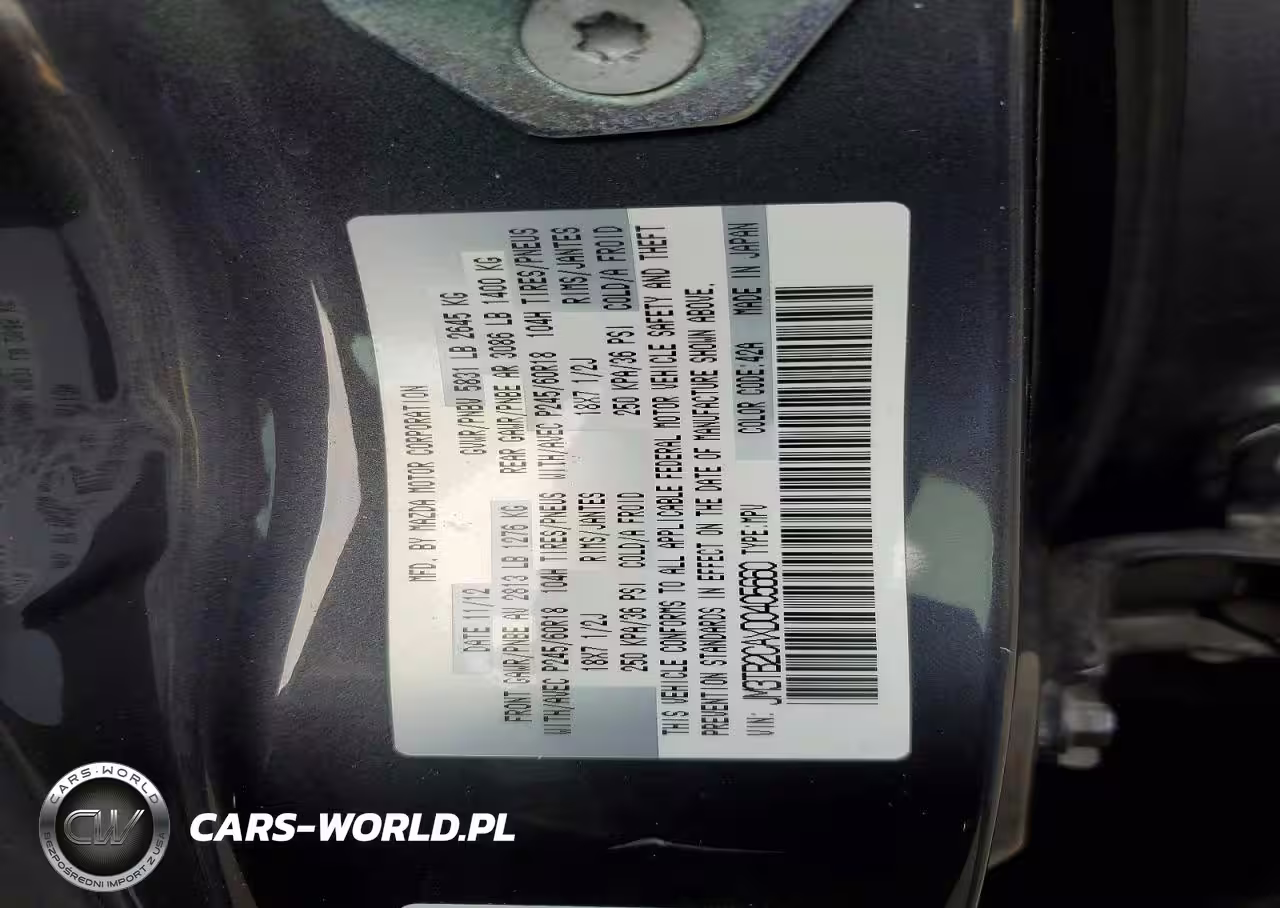 MFD. BY MAZDA MOTOR CORPORATION
DATE 11/12 GVWR/PNBV 5831 LB 2645 KG
FRONT GAWR/PNBE AV 2813 LB 1276 KG REAR GAWR/PNBE AR 3086 LB 1400 KG
WITH/AVEC P245/60R18 104H TIRES/PNEUS WITH/AVEC P245/60R18 104H TIRES/PNEUS
18X7 1/2J RIMS/JANTES 18X7 1/2J RIMS/JANTES
250 KPA/36 PSI COLD/A FROID 250 KPA/36 PSI COLD/A FROID
THIS VEHICLE CONFORMS TO ALL APPLICABLE FEDERAL MOTOR VEHICLE SAFETY AND THEFT
PREVENTION STANDARDS IN EFFECT ON THE DATE OF MANUFACTURE SHOWN ABOVE.
VIN: JM3TB2CAXD0405660 TYPE:MPV COLOR CODE:42A MADE IN JAPAN
CARS-WORLD
CW
BEZPOŚREDNI IMPORT Z USA
CARS-WORLD.PL